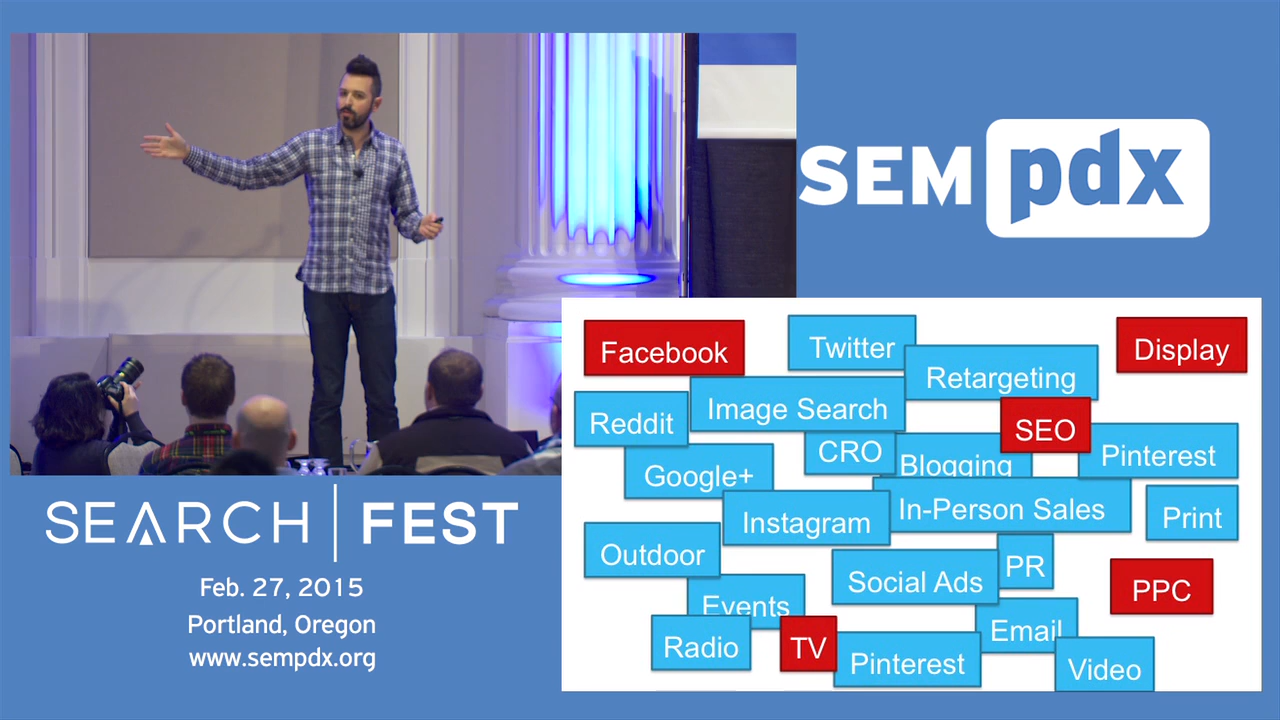 SEM pdx
Facebook
Twitter
Display
Retargeting
Image Search
Reddit
SEO
CRO
Blogging
Pinterest
Google+
In-Person Sales
Print
Instagram
Outdoor
PR
Social Ads
PPC
Events
Email
Radio
TV
Pinterest
Video
SEARCH FEST
Feb. 27, 2015
Portland, Oregon
www.sempdx.org